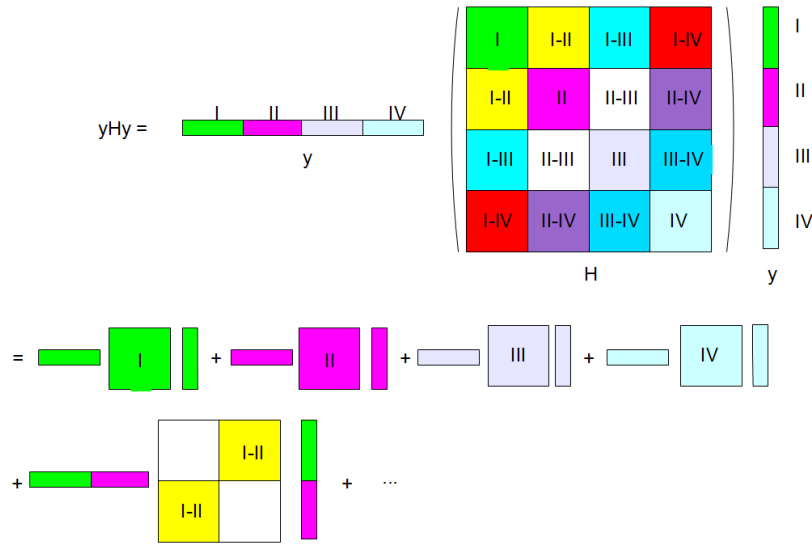 I I-II I-III I-IV I
I-II II II-III II-IV II
yHy = I II III IV
y
I-III II-III III III-IV III
I-IV II-IV III-IV IV IV
H y
= I + II + III + IV
I-II
+ I-II + ...